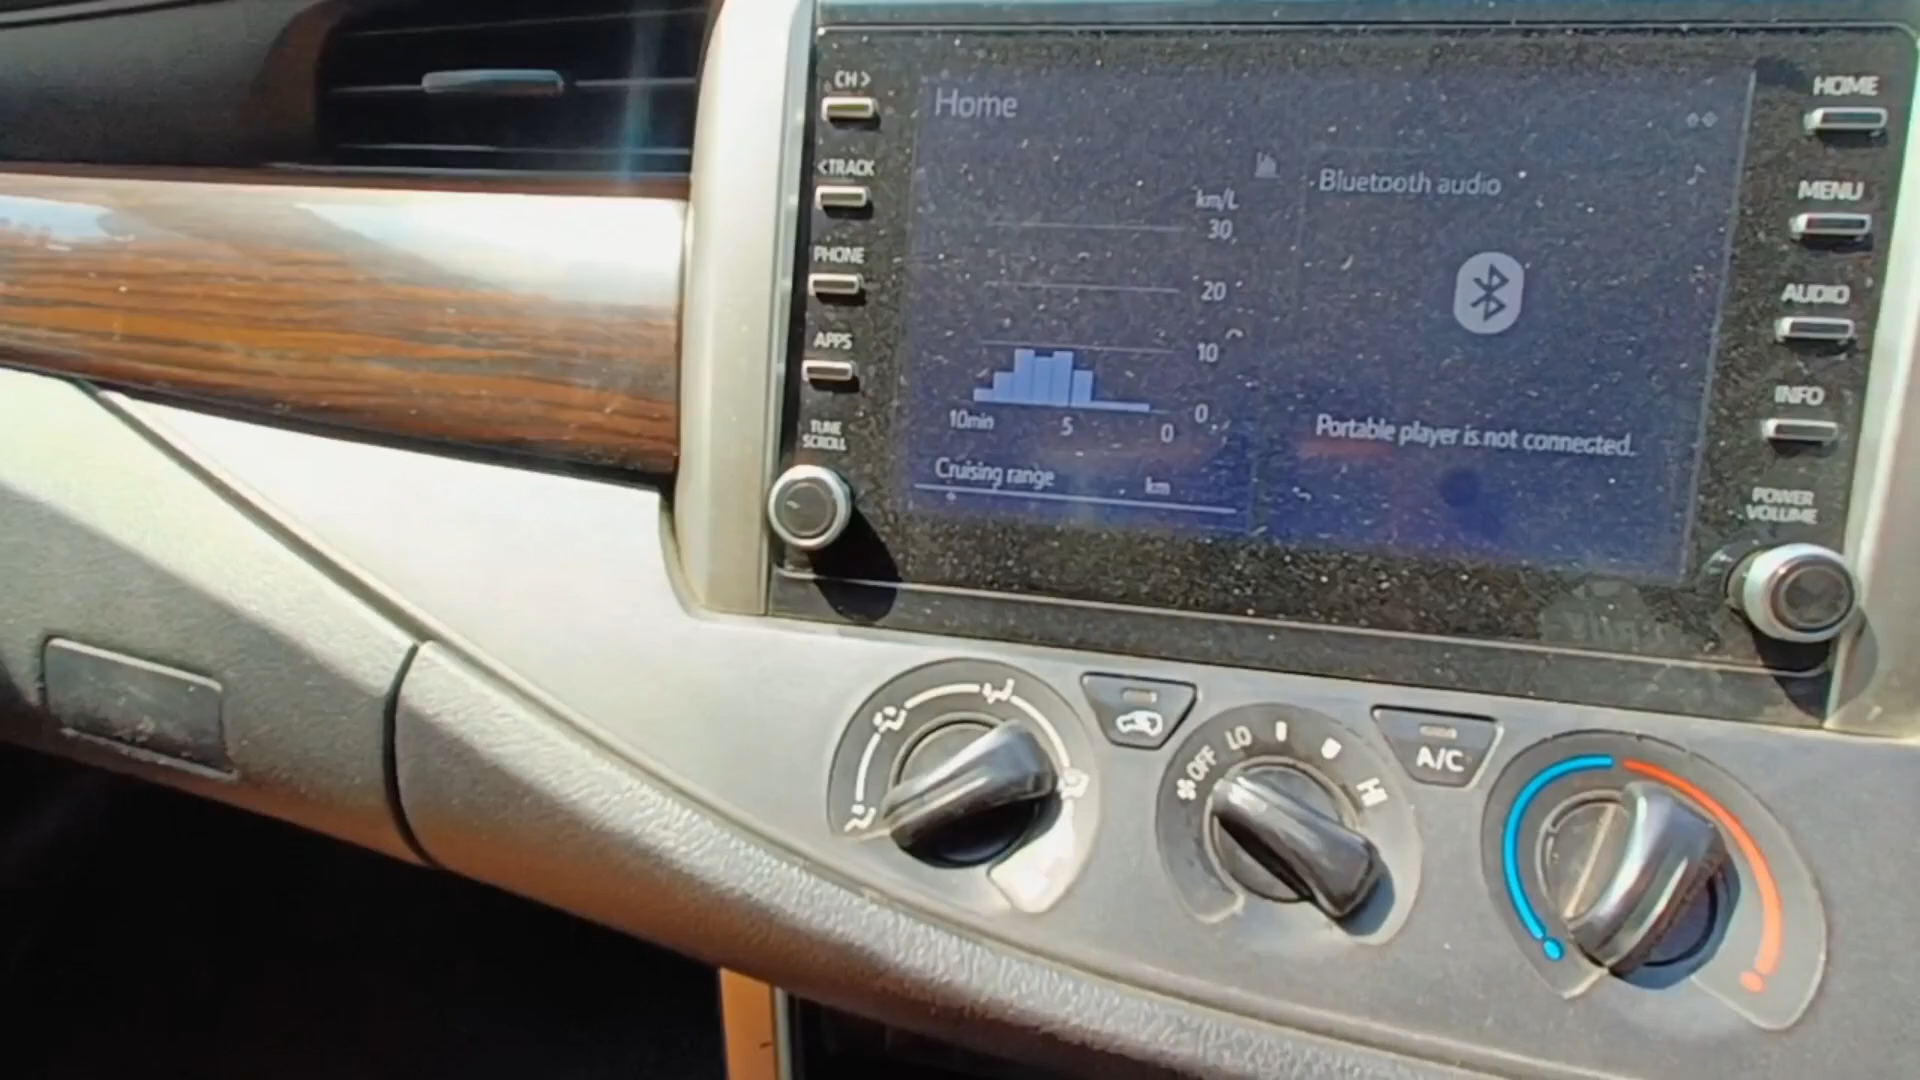 CH >
<TRACK
PHONE
APPS
TUNE
SCROLL
Home
km/L
30
20
10
0
10min
5
0
Cruising range
km
Bluetooth audio
Portable player is not connected.
HOME
MENU
AUDIO
INFO
POWER
VOLUME
OFF
LO
HI
A/C